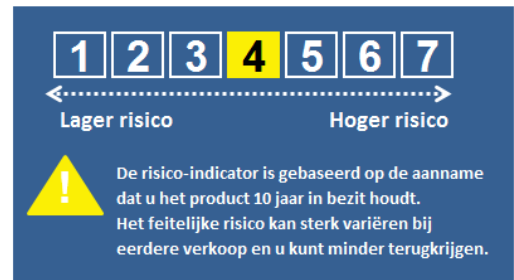 1 2 3 4 5 6 7
Lager risico Hoger risico
!
De risico-indicator is gebaseerd op de aanname
dat u het product 10 jaar in bezit houdt.
Het feitelijke risico kan sterk variëren bij
eerdere verkoop en u kunt minder terugkrijgen.